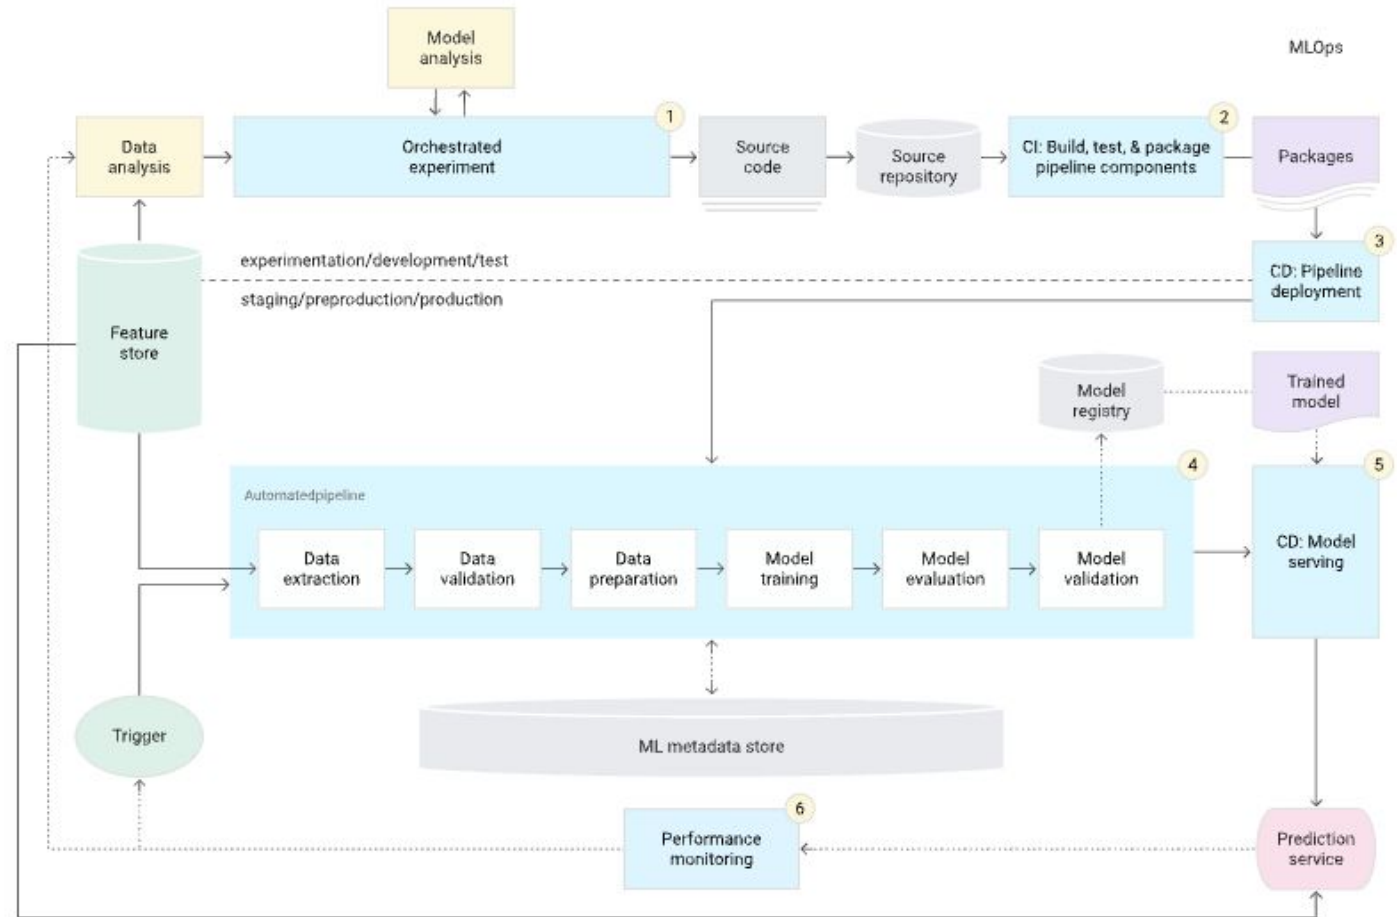 Model
analysis
MLOps
1
2
Data
analysis
Orchestrated
experiment
Source
code
Source
repository
CI: Build, test, & package
pipeline components
Packages
3
experimentation/development/test
CD: Pipeline
deployment
staging/preproduction/production
Feature
store
Model
registry
Trained
model
4
5
Automatedpipeline
Data
extraction
Data
validation
Data
preparation
Model
training
Model
evaluation
Model
validation
CD: Model
serving
Trigger
ML metadata store
6
Performance
monitoring
Prediction
service